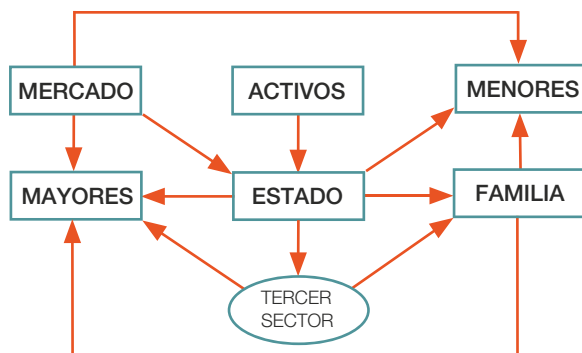 MERCADO
ACTIVOS
MENORES
MAYORES
ESTADO
FAMILIA
TERCER
SECTOR